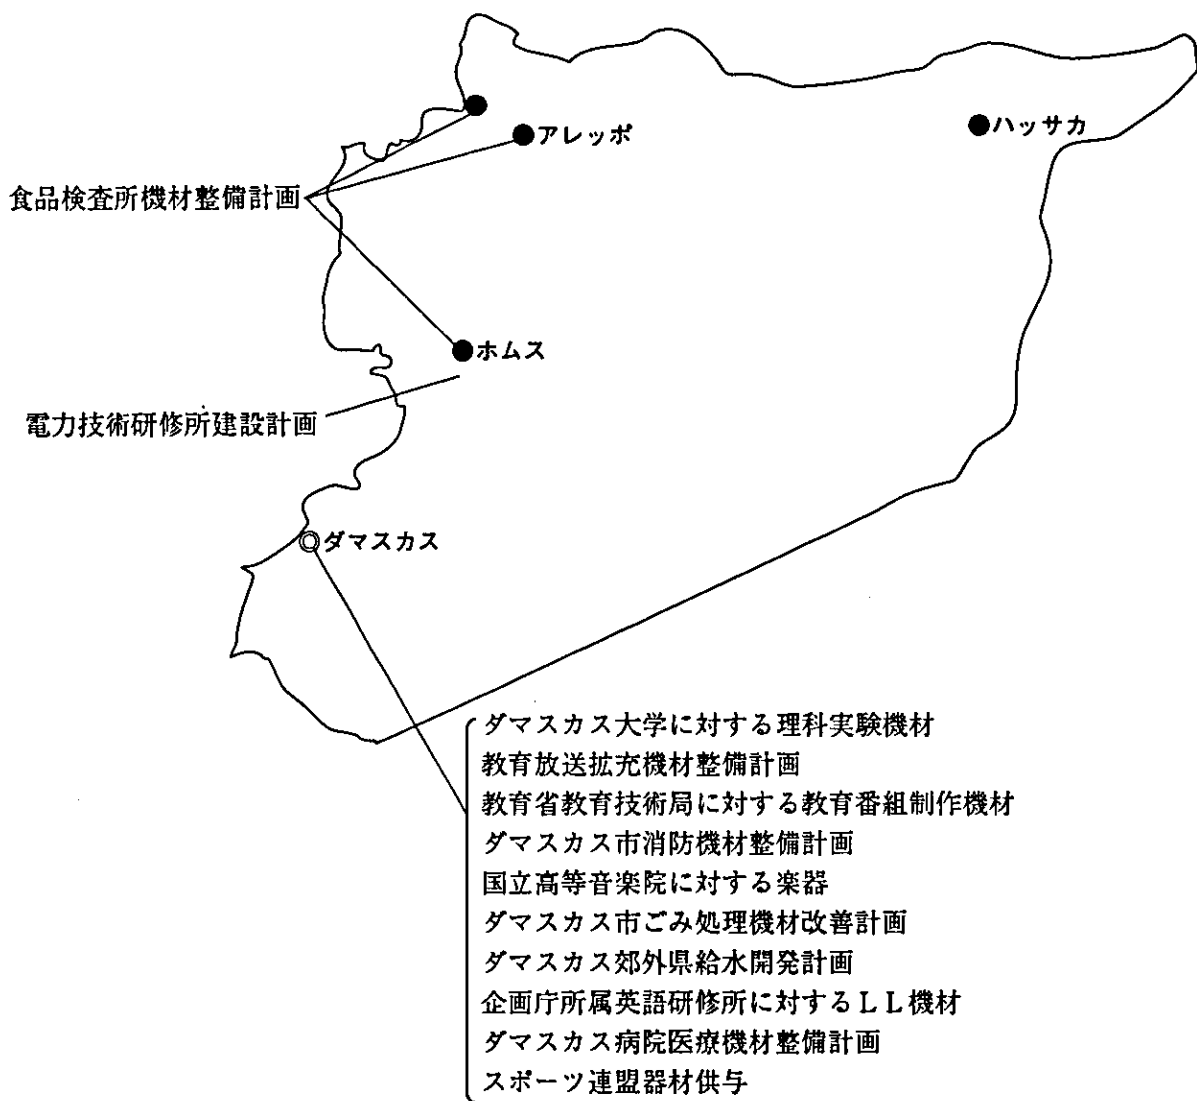 アレッポ
ハッサカ
食品検査所機材整備計画
ホムス
電力技術研修所建設計画
ダマスカス
ダマスカス大学に対する理科実験機材
教育放送拡充機材整備計画
教育省教育技術局に対する教育番組制作機材
ダマスカス市消防機材整備計画
国立高等音楽院に対する楽器
ダマスカス市ごみ処理機材改善計画
ダマスカス郊外県給水開発計画
企画庁所属英語研修所に対するＬＬ機材
ダマスカス病院医療機材整備計画
スポーツ連盟器材供与